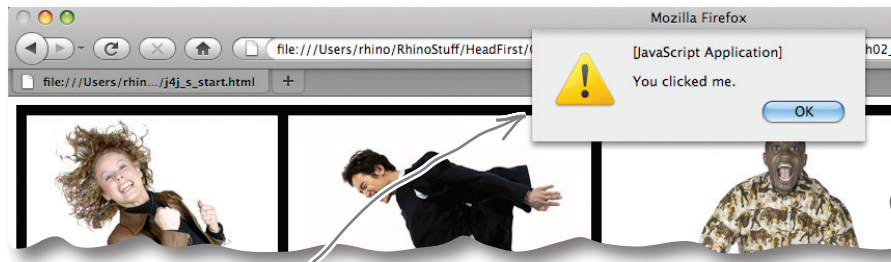 Mozilla Firefox
file:///Users/rhino/RhinoStuff/HeadFirst/
h02_
file:///Users/rhin.../j4j_s_start.html
[JavaScript Application]
You clicked me.
OK